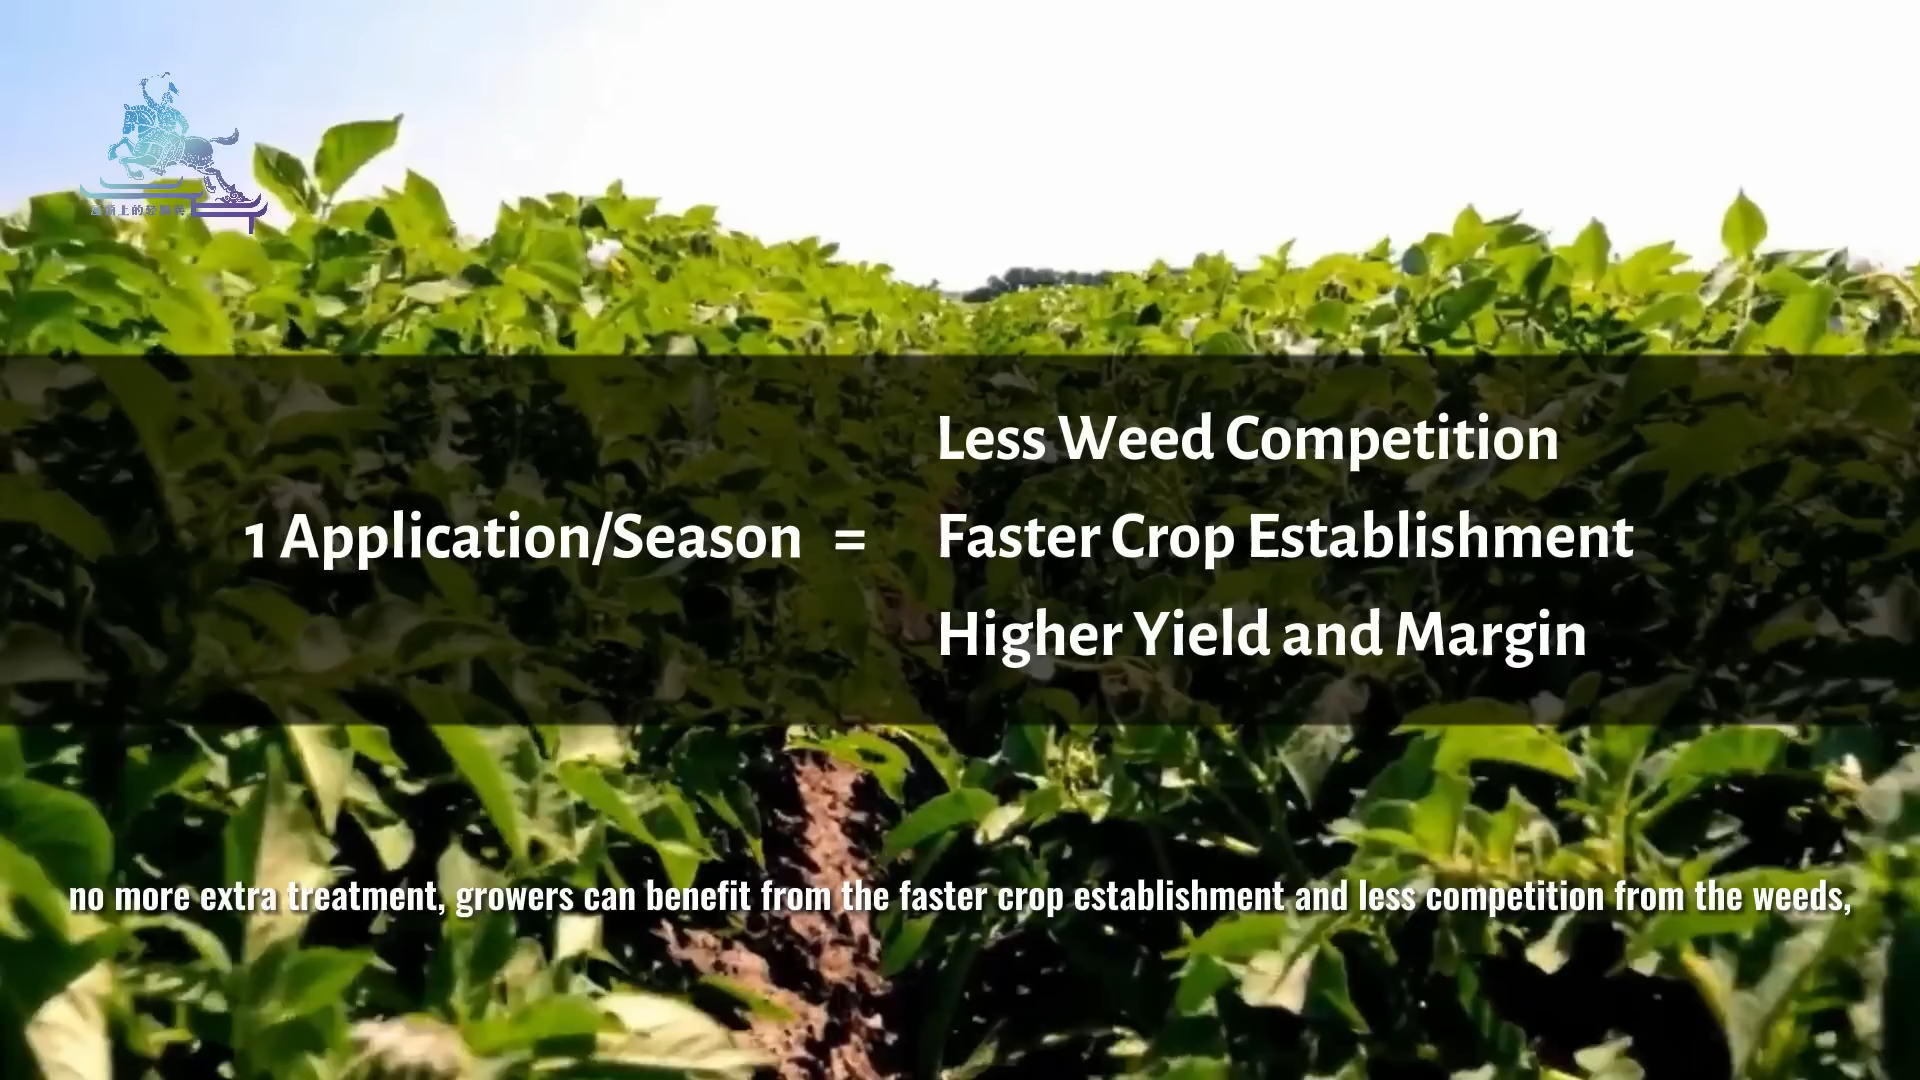 1 Application/Season =
Less Weed Competition
Faster Crop Establishment
Higher Yield and Margin
no more extra treatment, growers can benefit from the faster crop establishment and less competition from the weeds,